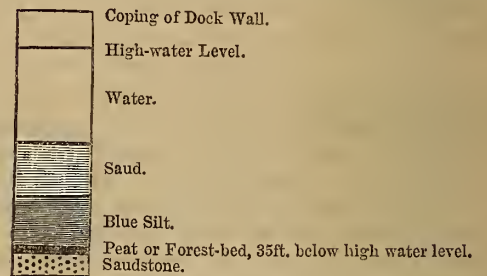 Coping of Dock Wall.
High-water Level.
Water.
Saud.
Blue Silt.
Peat or Forest-bed, 35ft. below high water level.
Saudstone.